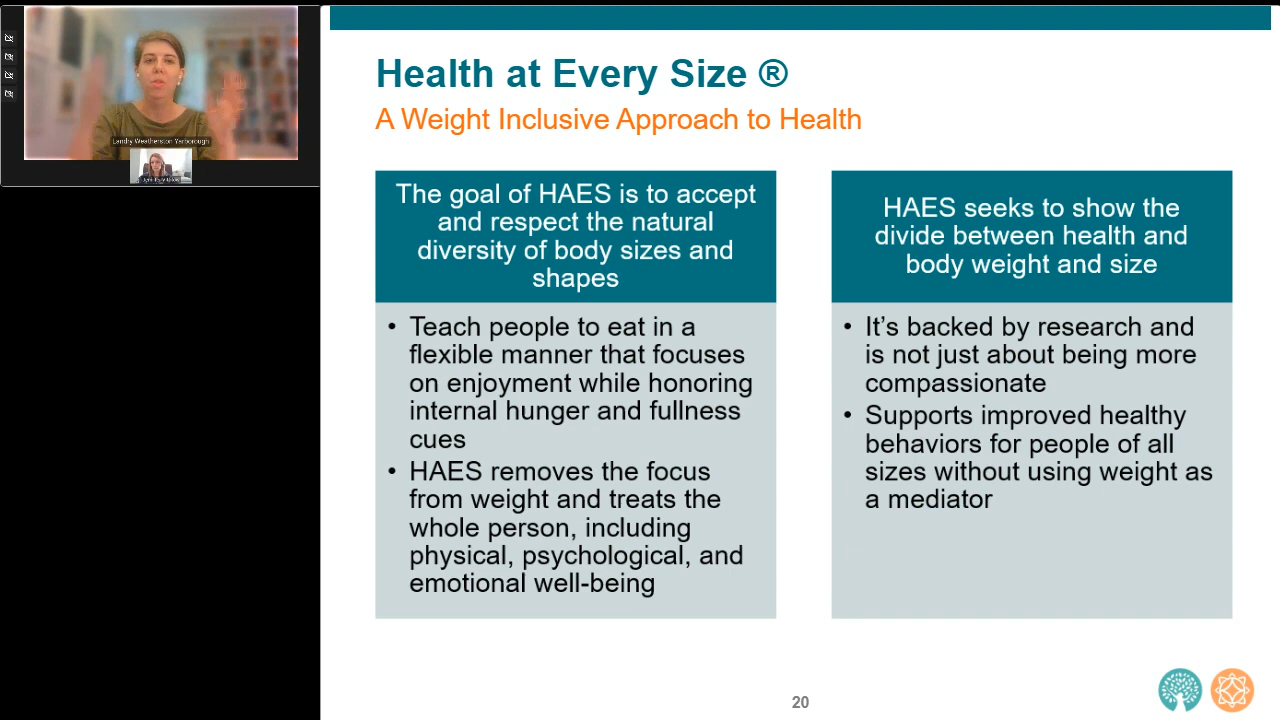 Landry Weatherston Yarborough
Health at Every Size ®
A Weight Inclusive Approach to Health
The goal of HAES is to accept
and respect the natural
diversity of body sizes and
shapes
• Teach people to eat in a
flexible manner that focuses
on enjoyment while honoring
internal hunger and fullness
cues
• HAES removes the focus
from weight and treats the
whole person, including
physical, psychological, and
emotional well-being
HAES seeks to show the
divide between health and
body weight and size
• It’s backed by research and
is not just about being more
compassionate
• Supports improved healthy
behaviors for people of all
sizes without using weight as
a mediator
20